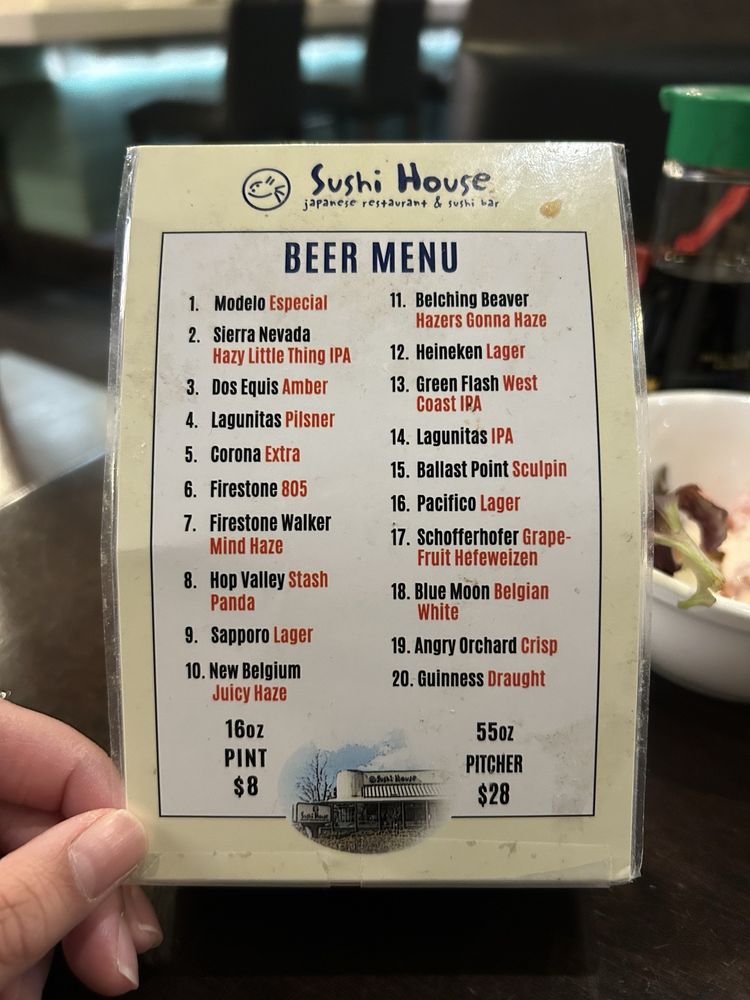 Sushi House
japanese restaurant & sushi bar
BEER MENU
1. Modelo Especial
2. Sierra Nevada
Hazy Little Thing IPA
3. Dos Equis Amber
4. Lagunitas Pilsner
5. Corona Extra
6. Firestone 805
7. Firestone Walker
Mind Haze
8. Hop Valley Stash
Panda
9. Sapporo Lager
10. New Belgium
Juicy Haze
11. Belching Beaver
Hazers Gonna Haze
12. Heineken Lager
13. Green Flash West
Coast IPA
14. Lagunitas IPA
15. Ballast Point Sculpin
16. Pacifico Lager
17. Schofferhofer Grape-
Fruit Hefeweizen
18. Blue Moon Belgian
White
19. Angry Orchard Crisp
20. Guinness Draught
16oz
PINT
$8
55oz
PITCHER
$28
Sushi House
Sushi House